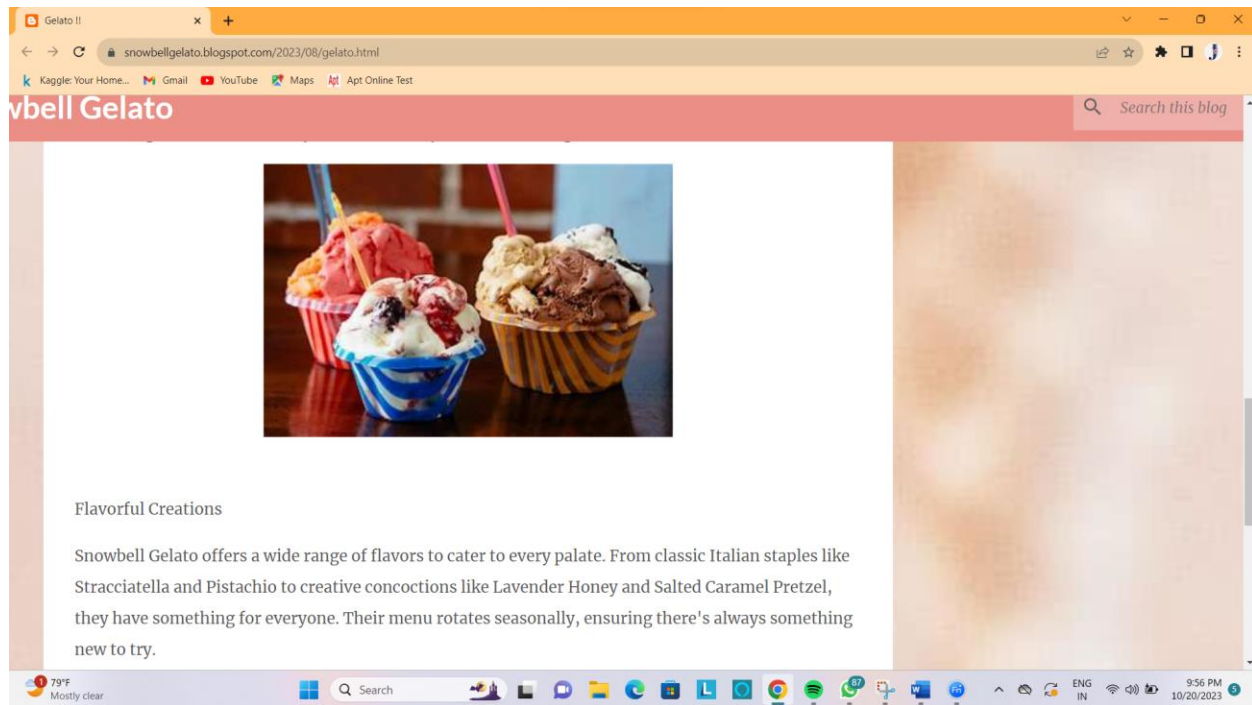 Gelato !!
snowbellgelato.blogspot.com/2023/08/gelato.html
Kaggle: Your Home... Gmail YouTube Maps Apt Online Test
wbell Gelato
Search this blog
Flavorful Creations
Snowbell Gelato offers a wide range of flavors to cater to every palate. From classic Italian staples like
Stracciatella and Pistachio to creative concoctions like Lavender Honey and Salted Caramel Pretzel,
they have something for everyone. Their menu rotates seasonally, ensuring there's always something
new to try.
1
79°F
Mostly clear
Search
87
ENG
IN
9:56 PM
10/20/2023
5